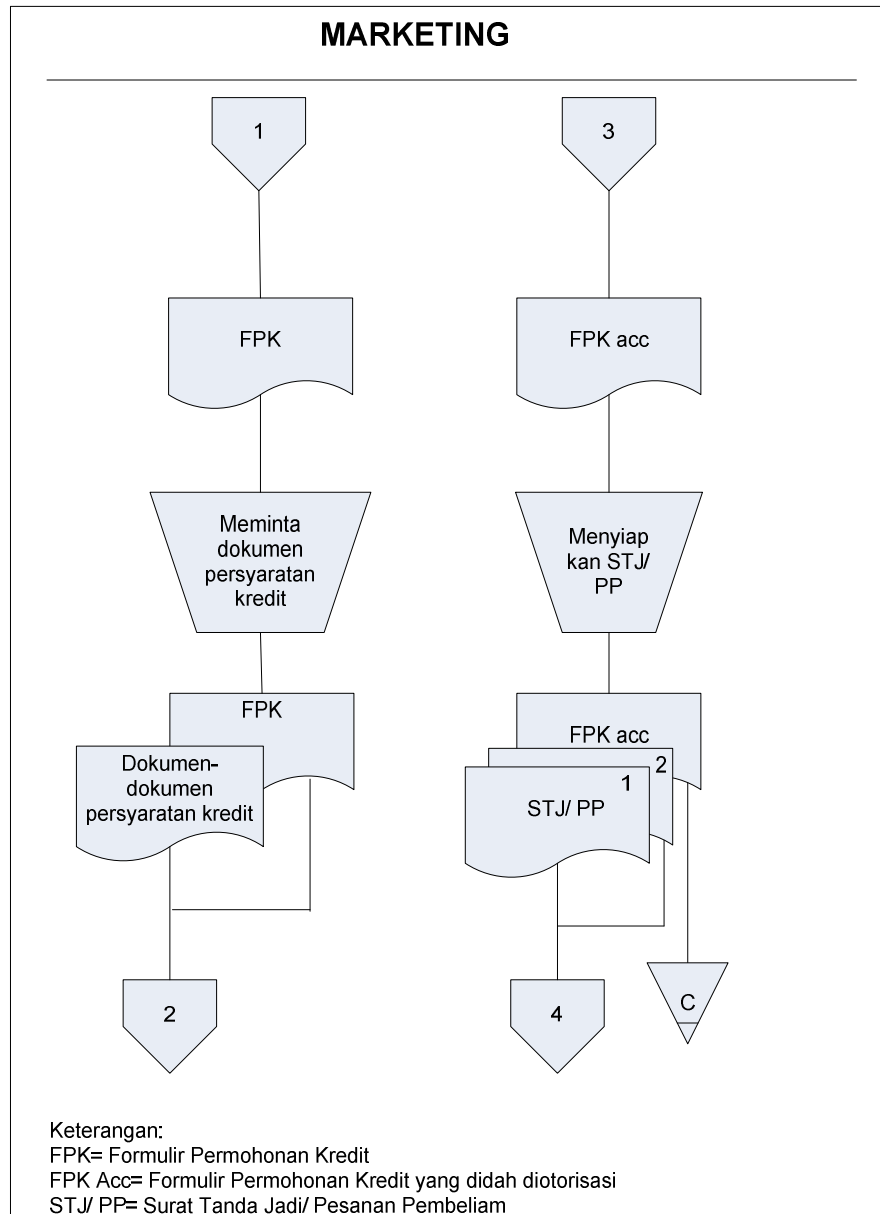 MARKETING
1
FPK
Meminta
dokumen
persyaratan
kredit
FPK
Dokumen-
dokumen
persyaratan kredit
2
3
FPK acc
Menyiap
kan STJ/
PP
FPK acc
2
1
STJ/ PP
4
C
Keterangan:
FPK= Formulir Permohonan Kredit
FPK Acc= Formulir Permohonan Kredit yang didah diotorisasi
STJ/ PP= Surat Tanda Jadi/ Pesanan Pembeliam